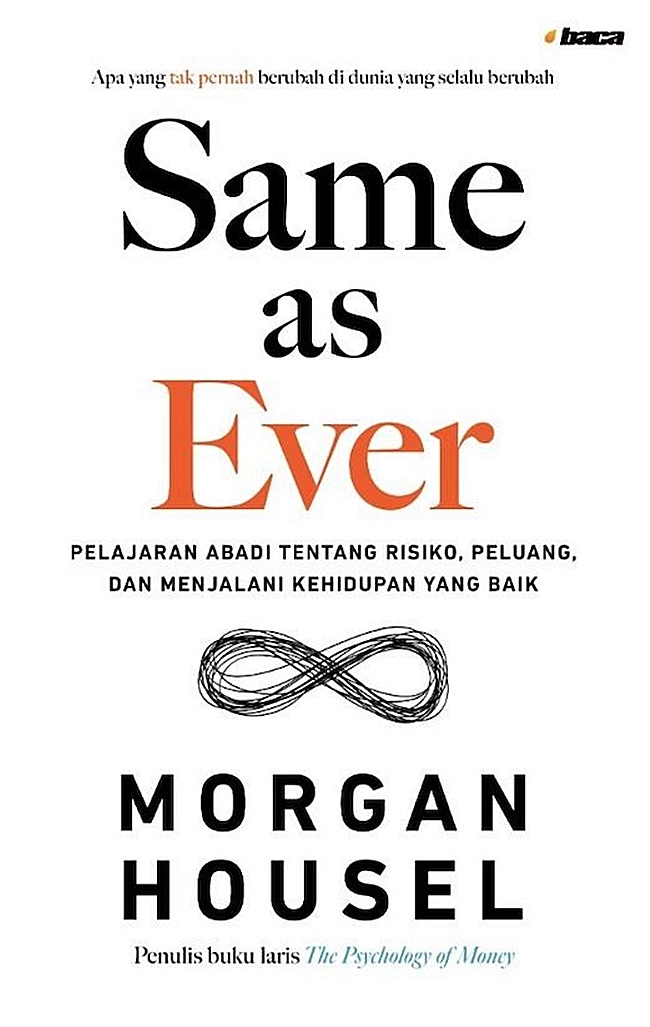 baca
Apa yang tak pernah berubah di dunia yang selalu berubah
Same
as
Ever
PELAJARAN ABADI TENTANG RISIKO, PELUANG,
DAN MENJALANI KEHIDUPAN YANG BAIK
MORGAN
HOUSEL
Penulis buku laris The Psychology of Money